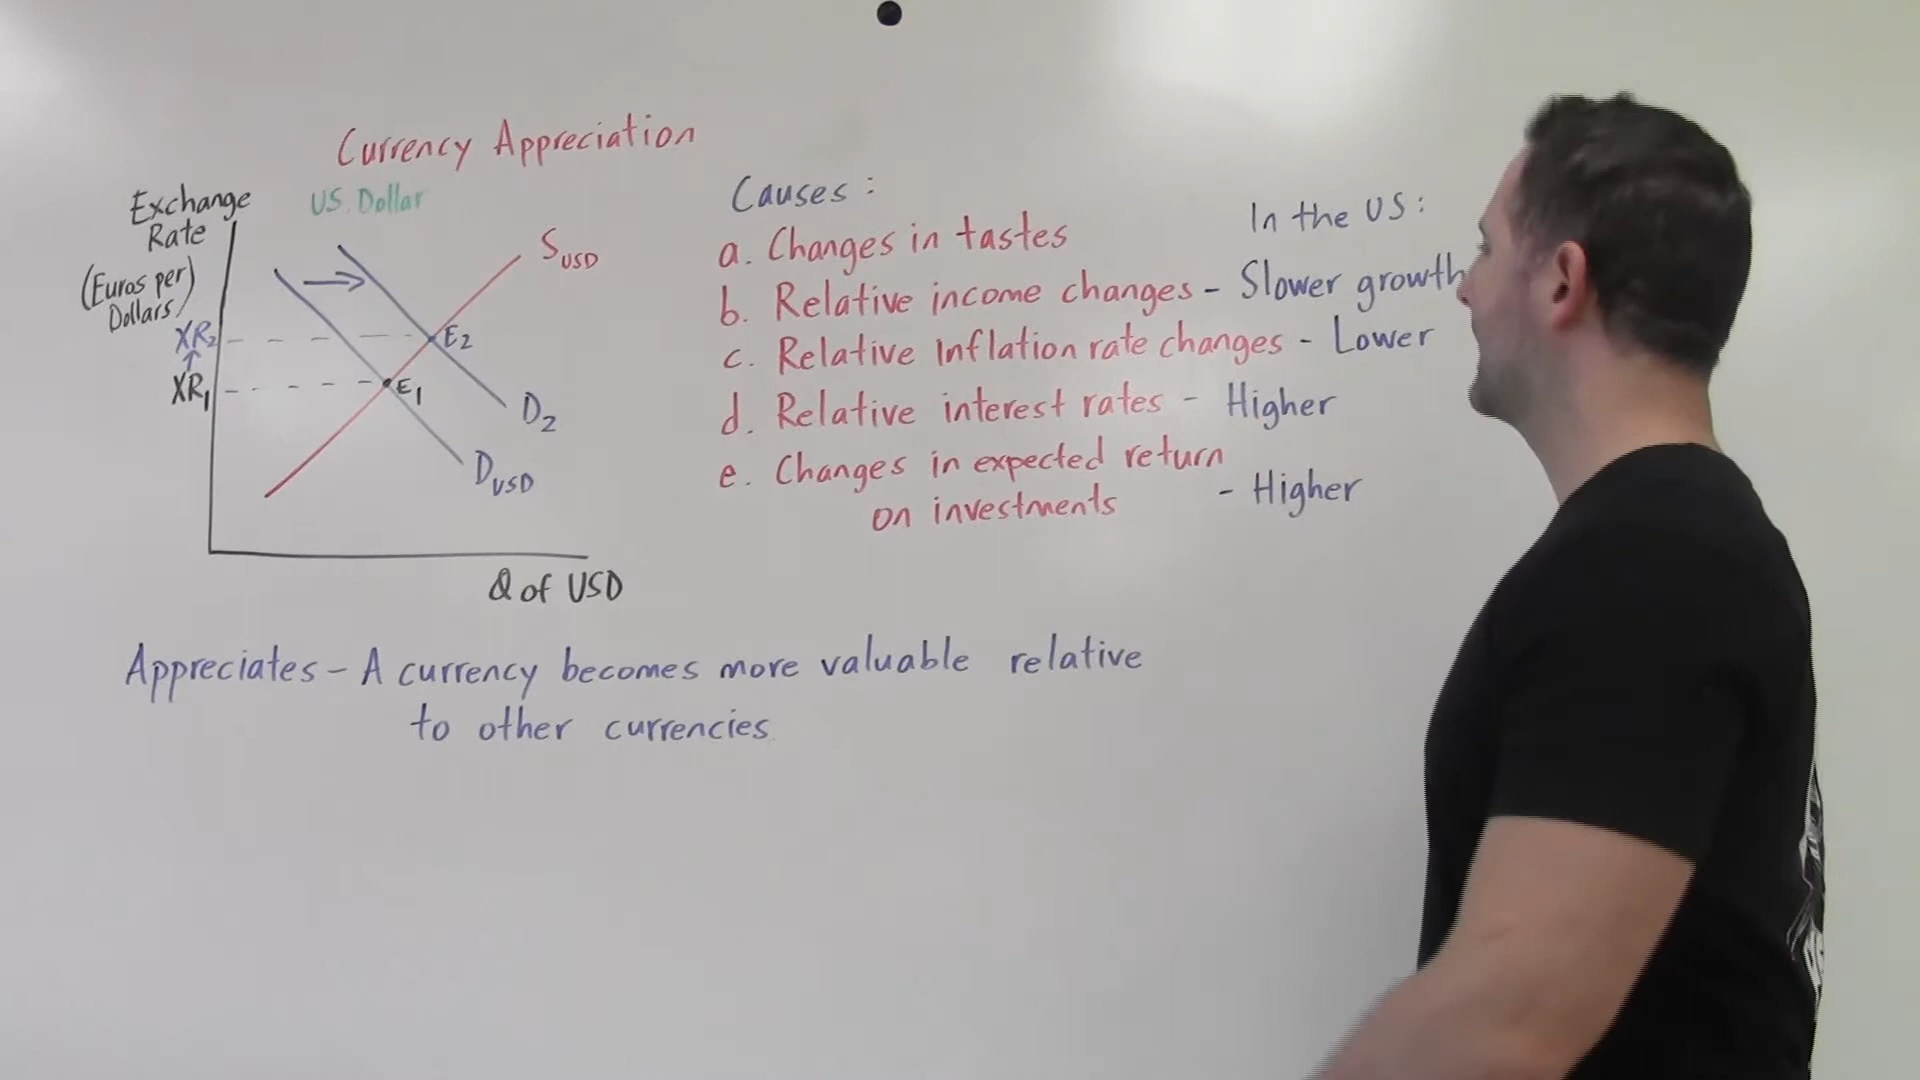 Currency Appreciation
US Dollar
Exchange
Rate
(Euros per)
Dollars
XR2
XR1
SUSD
E2
E1
D2
DUSD
Q of USD
Causes:
In the US:
a. Changes in tastes
b. Relative income changes - Slower growth
c. Relative Inflation rate changes - Lower
d. Relative interest rates - Higher
e. Changes in expected return
on investments - Higher
Appreciates - A currency becomes more valuable relative
to other currencies